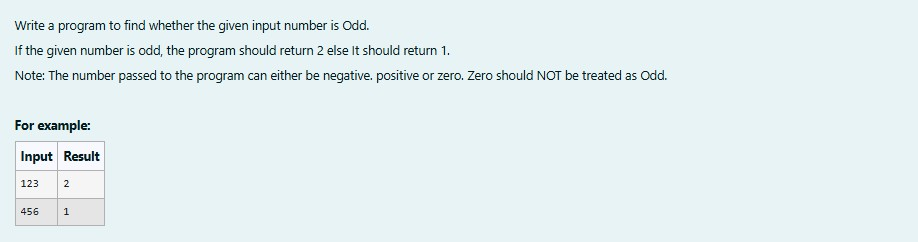 Write a program to find whether the given input number is Odd.
If the given number is odd, the program should return 2 else It should return 1.
Note: The number passed to the program can either be negative. positive or zero. Zero should NOT be treated as Odd.
For example:
Input Result
123 2
456 1